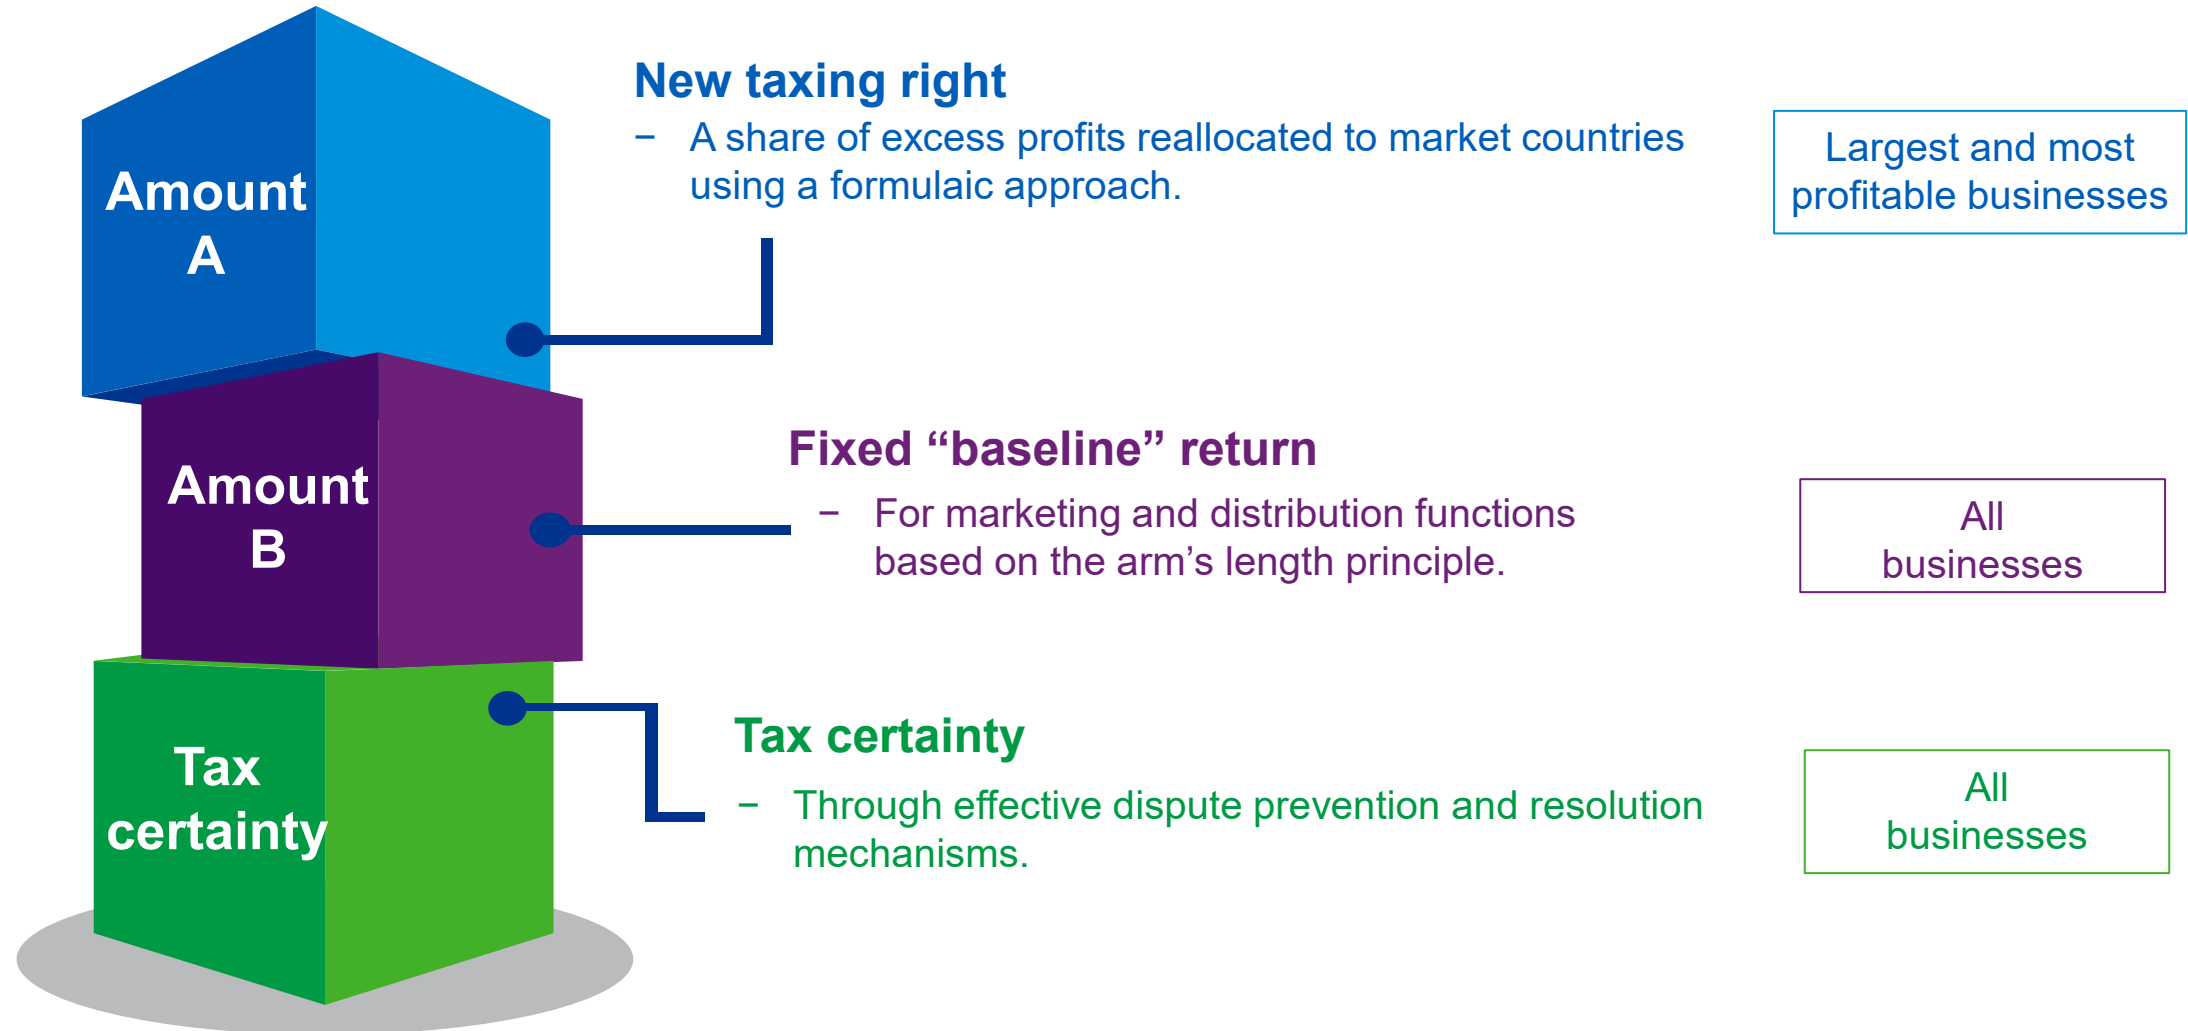 Amount
A
New taxing right
− A share of excess profits reallocated to market countries
using a formulaic approach.
Largest and most
profitable businesses
Amount
B
Fixed “baseline” return
− For marketing and distribution functions
based on the arm’s length principle.
All
businesses
Tax
certainty
Tax certainty
− Through effective dispute prevention and resolution
mechanisms.
All
businesses